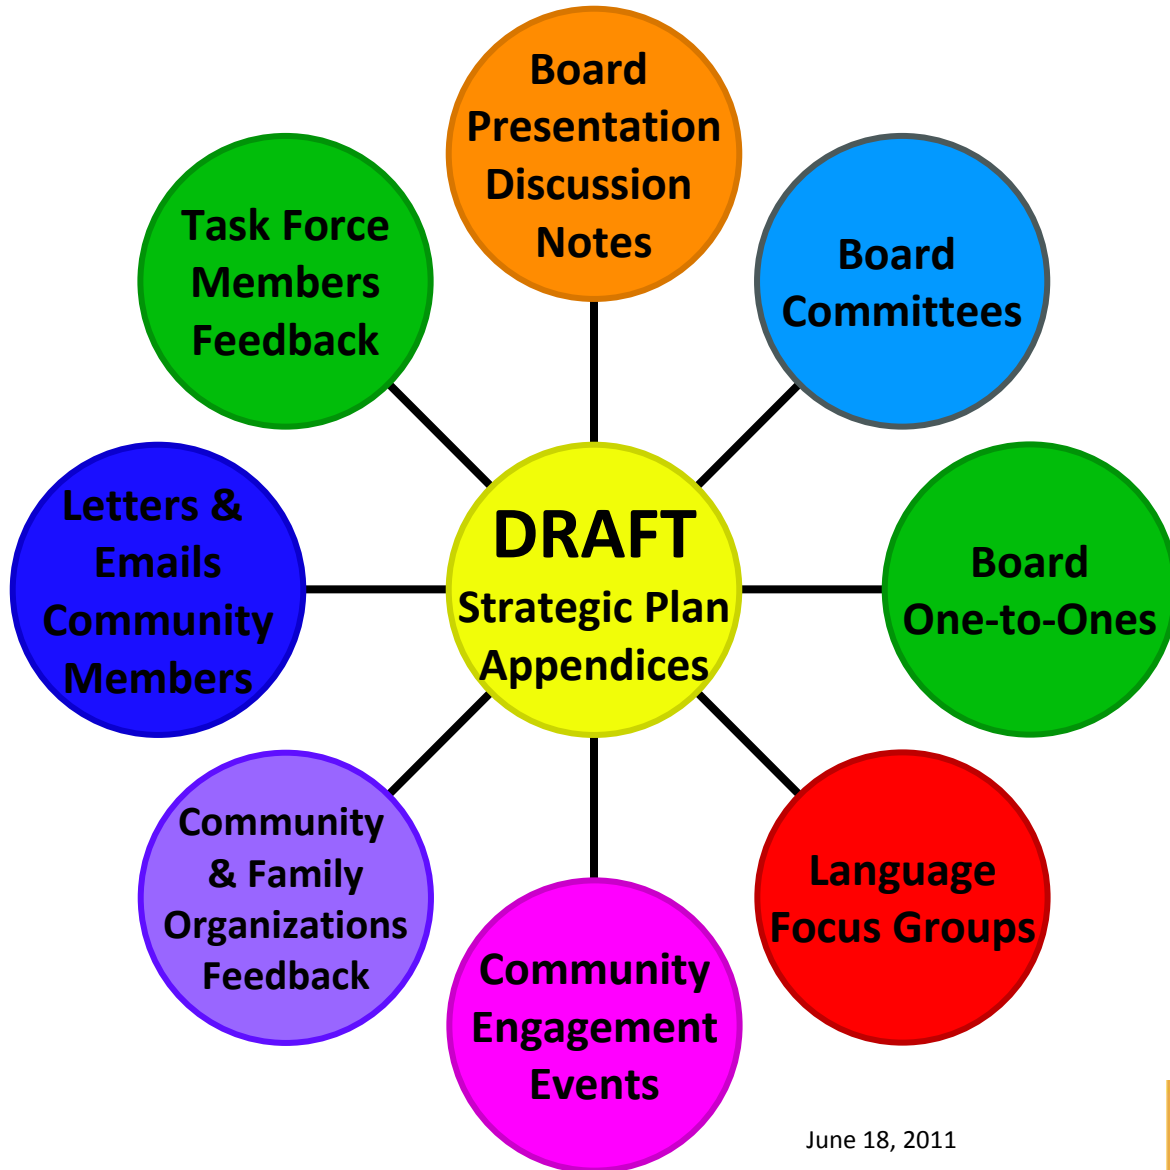 Board
Presentation
Discussion
Notes
Board
Committees
Board
One-to-Ones
Language
Focus Groups
Community
Engagement
Events
Community
& Family
Organizations
Feedback
Letters &
Emails
Community
Members
Task Force
Members
Feedback
DRAFT
Strategic Plan
Appendices
June 18, 2011